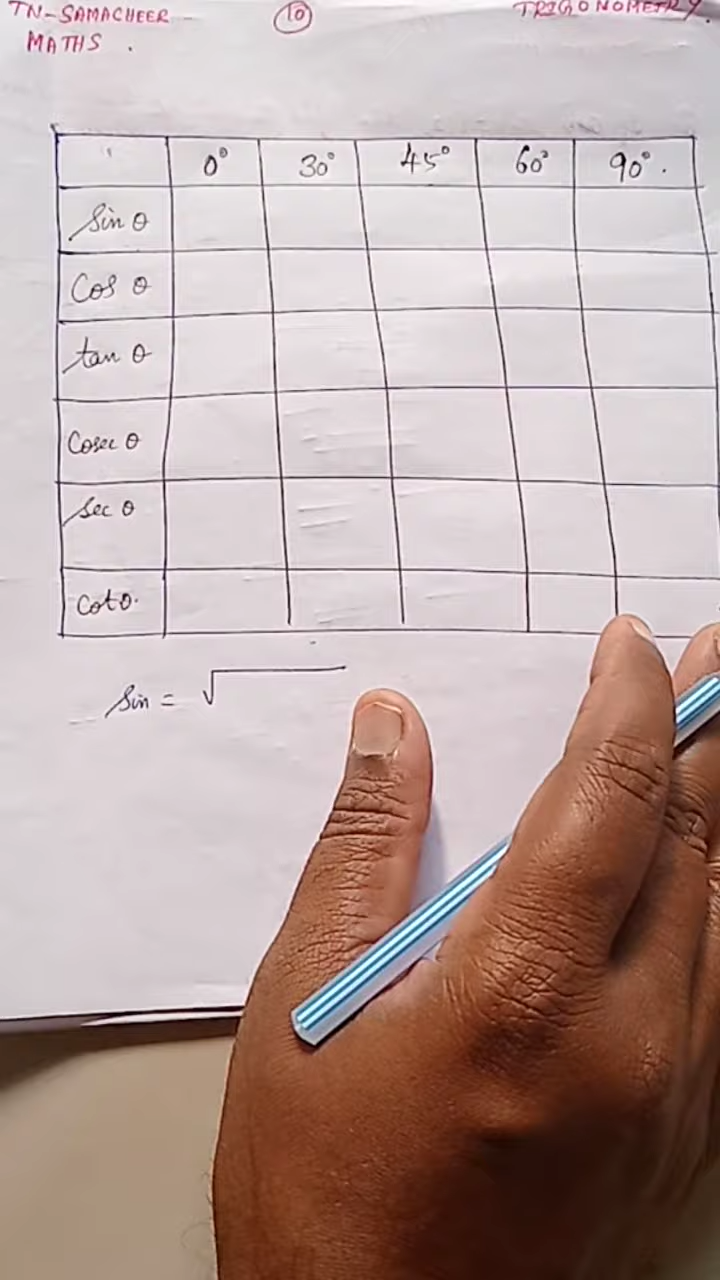 TN-SAMACHEER
MATHS .
10
TRIGONOMETRY.
0° 30° 45° 60° 90°.
Sin θ
Cos θ
tan θ
Cosec θ
Sec θ
Cot θ.
Sin = √